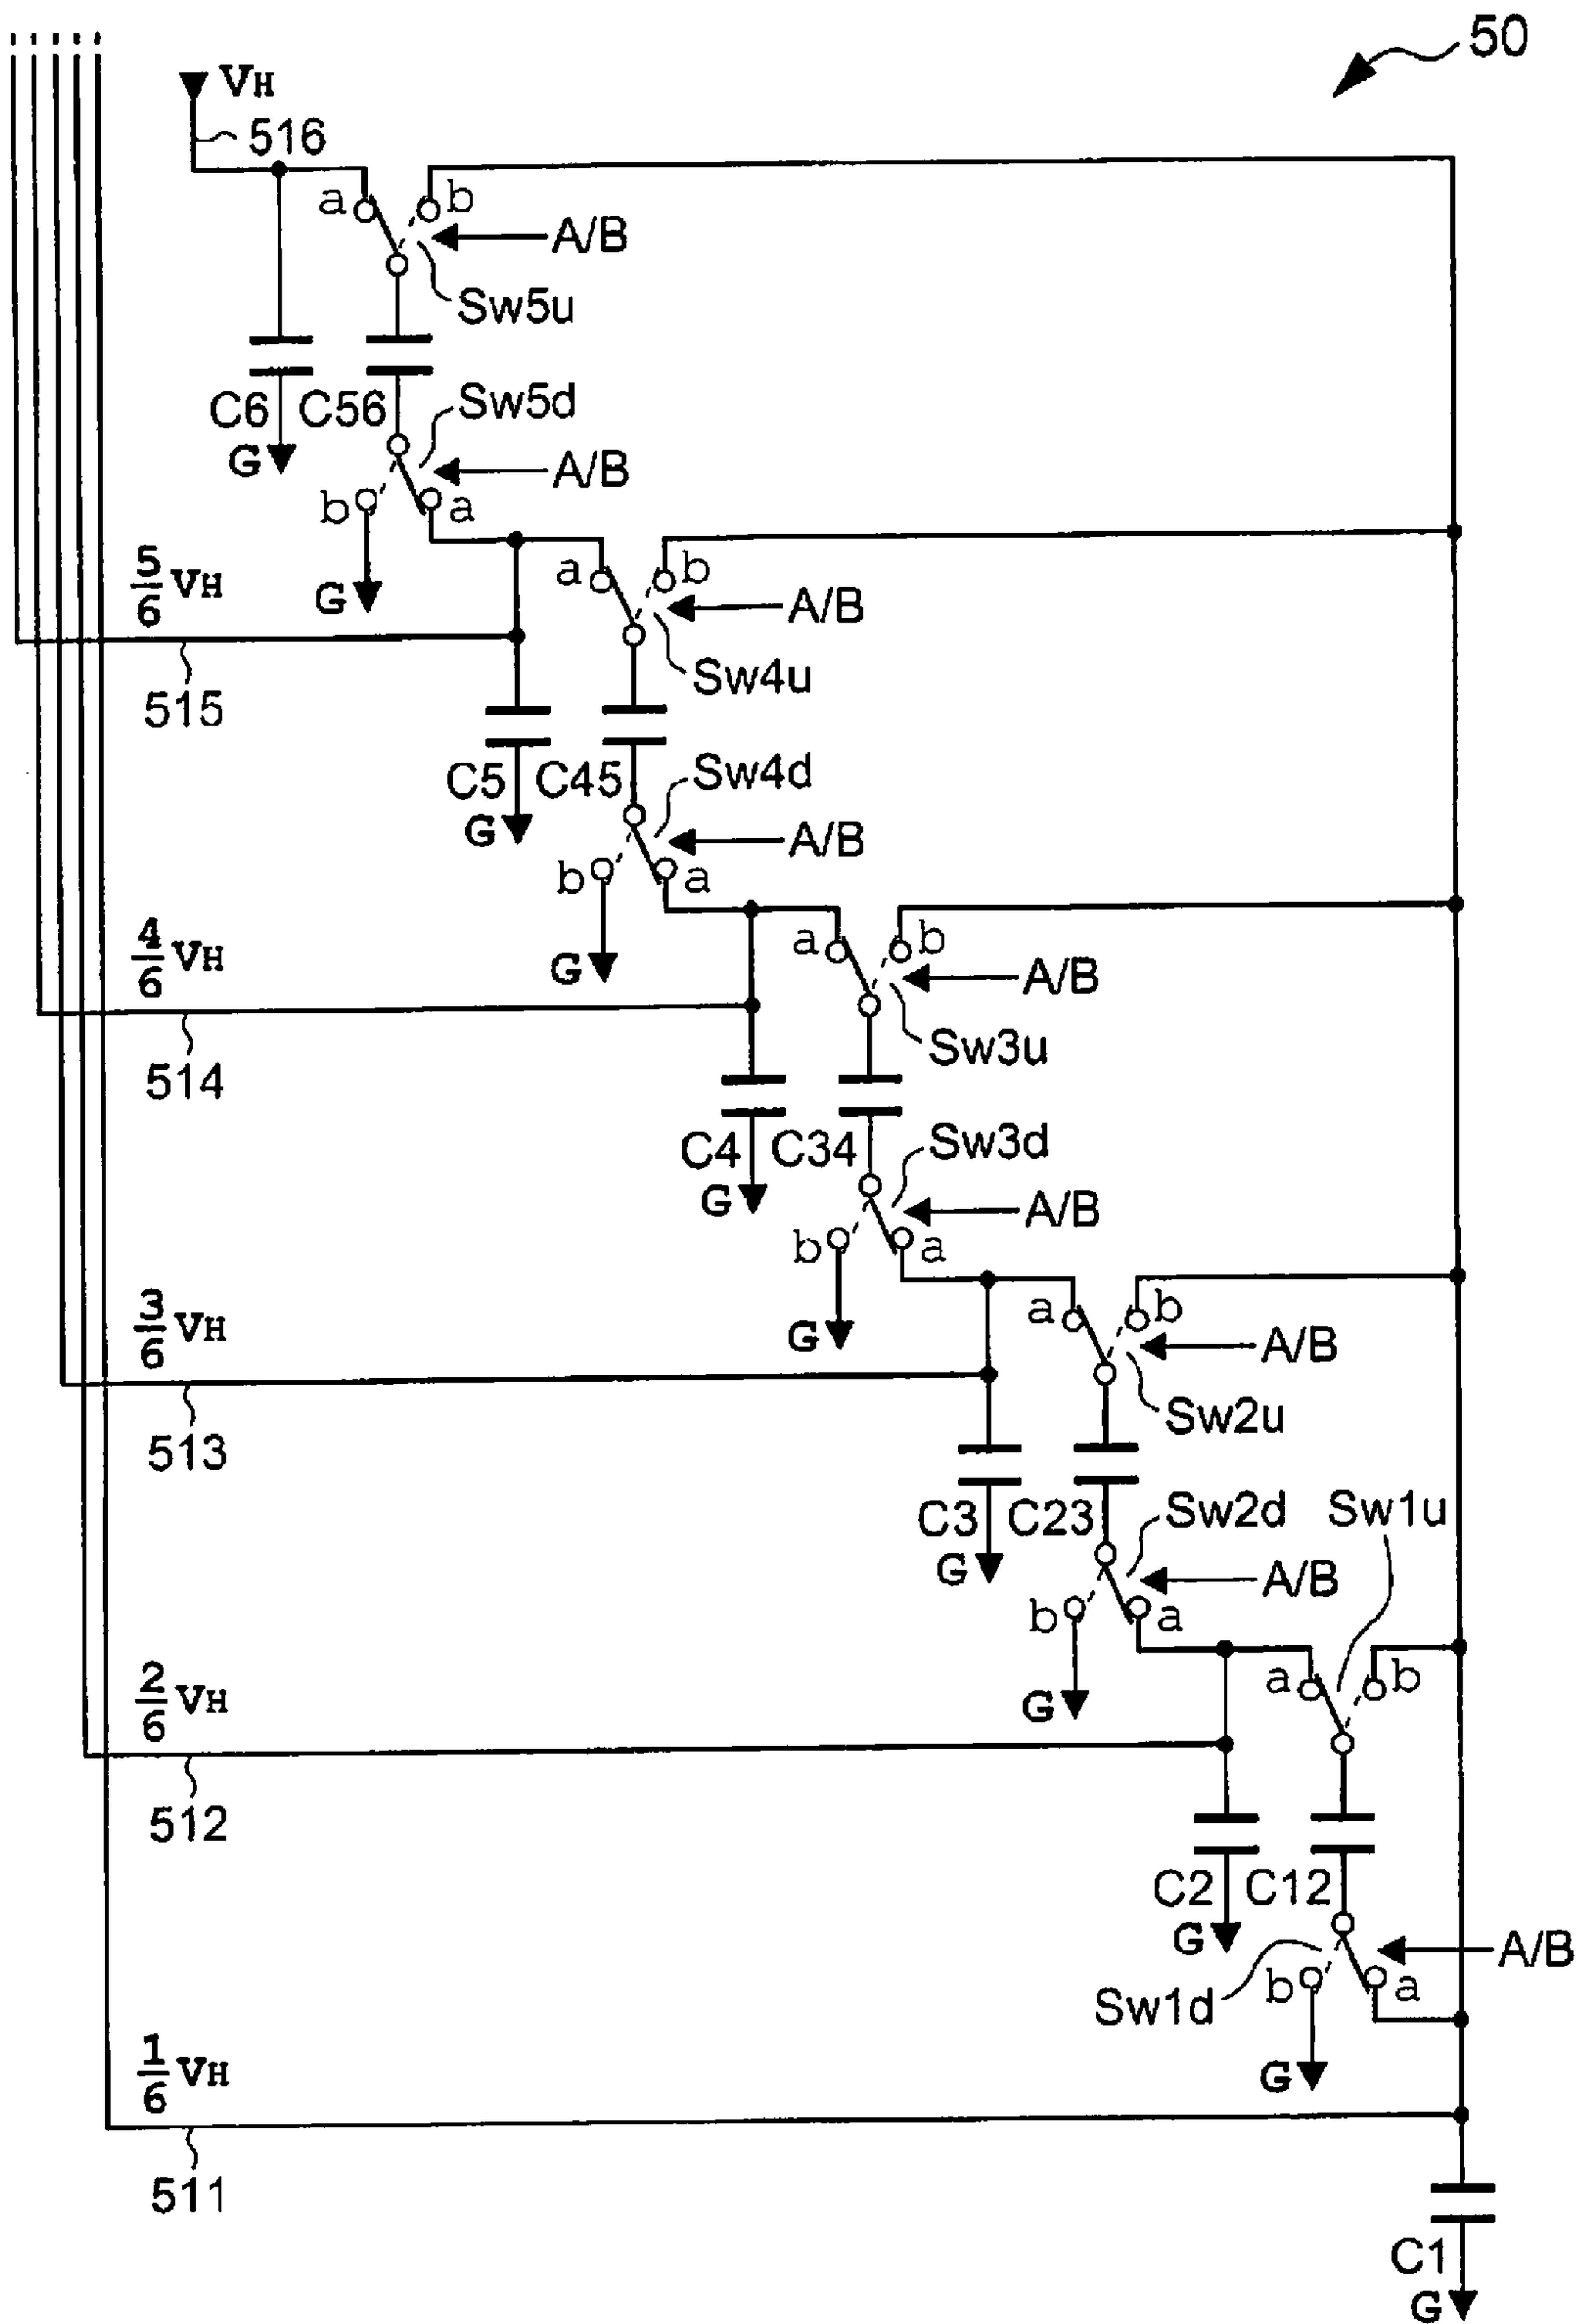 50
VH
516
a
b
A/B
Sw5u
C6
C56
Sw5d
G
A/B
b
a
G
5/6 VH
515
a
b
A/B
Sw4u
C5
C45
Sw4d
G
A/B
b
a
G
4/6 VH
514
a
b
A/B
Sw3u
C4
C34
Sw3d
G
A/B
b
a
G
3/6 VH
513
a
b
A/B
Sw2u
C3
C23
Sw2d
Sw1u
G
A/B
b
a
G
2/6 VH
512
a
b
C2
C12
G
A/B
Sw1d
b
a
G
1/6 VH
511
C1
G